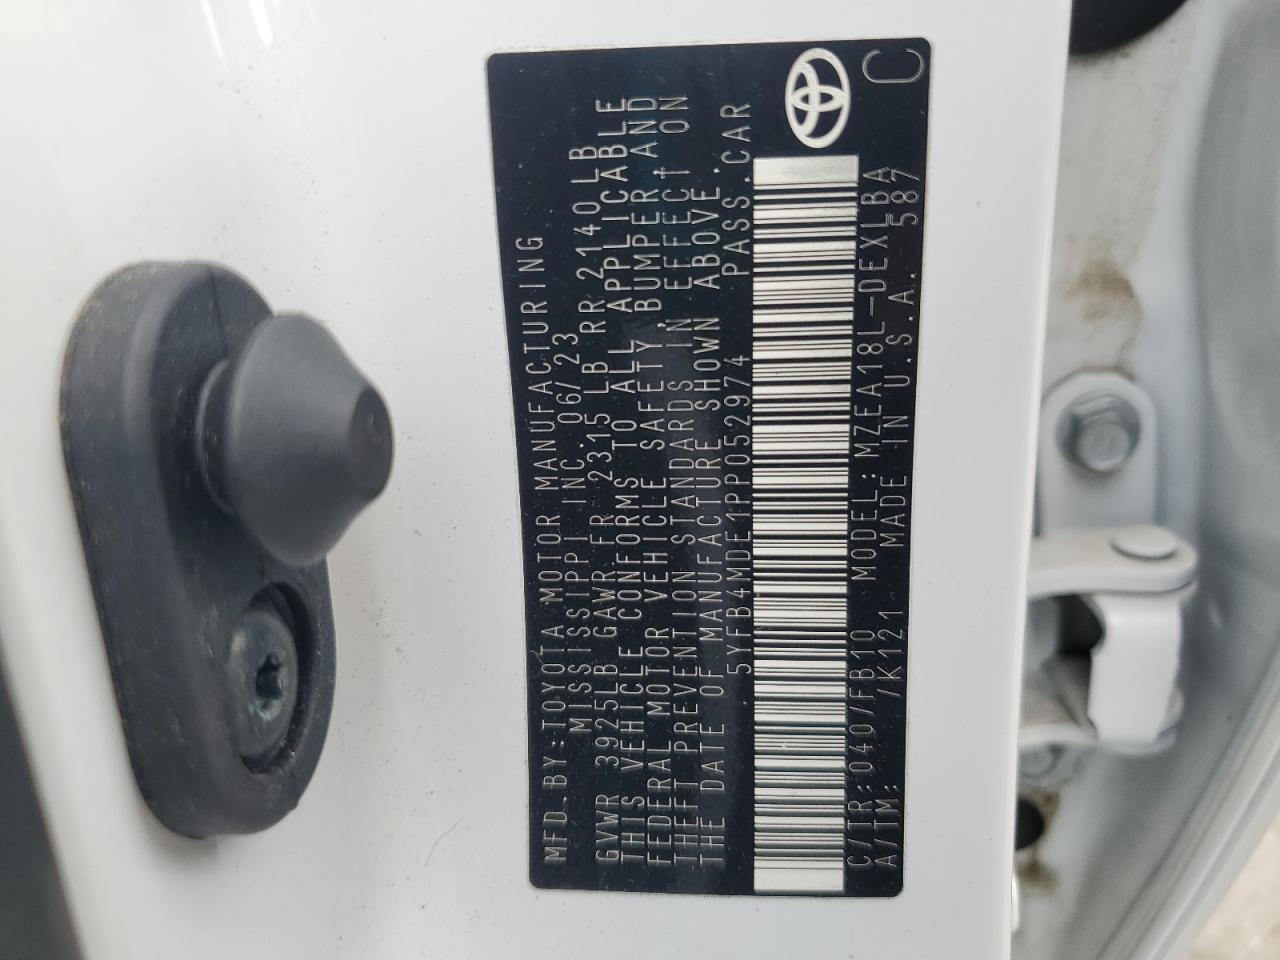 MFD.BY:TOYOTA MOTOR MANUFACTURING
MISSISSIPPI INC. 06/23
GVWR 3925LB GAWR FR 2315 LB RR 2140LB
THIS VEHICLE CONFORMS TO ALL APPLICABLE
FEDERAL MOTOR VEHICLE SAFETY, BUMPER, AND
THEFT PREVENTION STANDARDS IN EFFECT ON
THE DATE OF MANUFACTURE SHOWN ABOVE.
5YFB4MDE1PP052974 PASS.CAR
C/TR:040/FB10 MODEL:MZEA18L-DEXLBA
A/TM: /K121 MADE IN U.S.A. 587
C